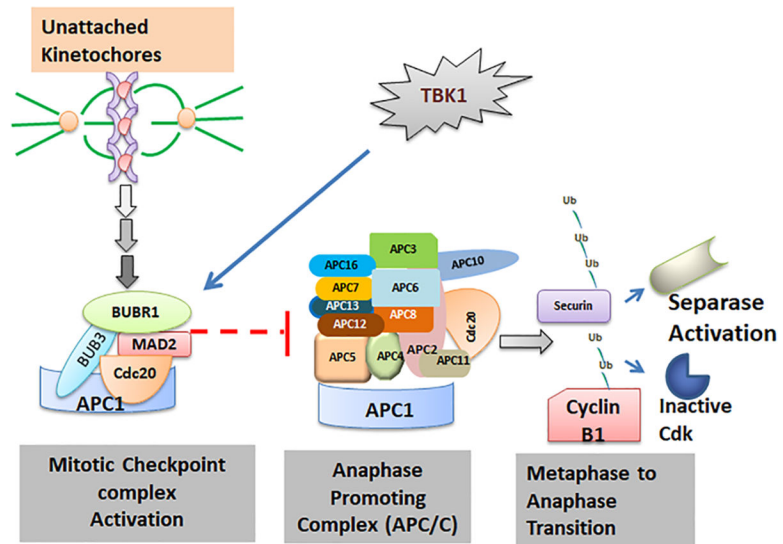 Unattached
Kinetochores
TBK1
BUBR1
BUB3
MAD2
Cdc20
APC1
APC3
APC16
APC10
APC7
APC6
APC13
APC12
APC8
Cdc20
APC5
APC4
APC2
APC11
APC1
Ub
Ub
Ub
Ub
Securin
Separase
Activation
Ub
Ub
Cyclin
B1
Inactive
Cdk
Mitotic Checkpoint
complex
Activation
Anaphase
Promoting
Complex (APC/C)
Metaphase to
Anaphase
Transition